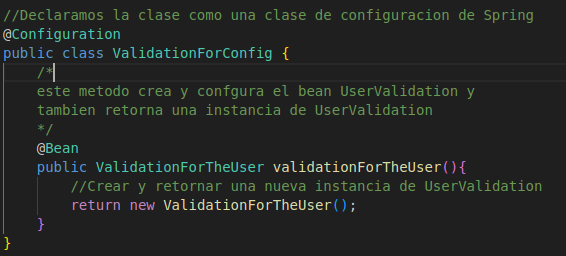 //Declaramos la clase como una clase de configuracion de Spring
@Configuration
public class ValidationForConfig {
/*
este metodo crea y confgura el bean UserValidation y
tambien retorna una instancia de UserValidation
*/
@Bean
public ValidationForTheUser validationForTheUser(){
//Crear y retornar una nueva instancia de UserValidation
return new ValidationForTheUser();
}
}